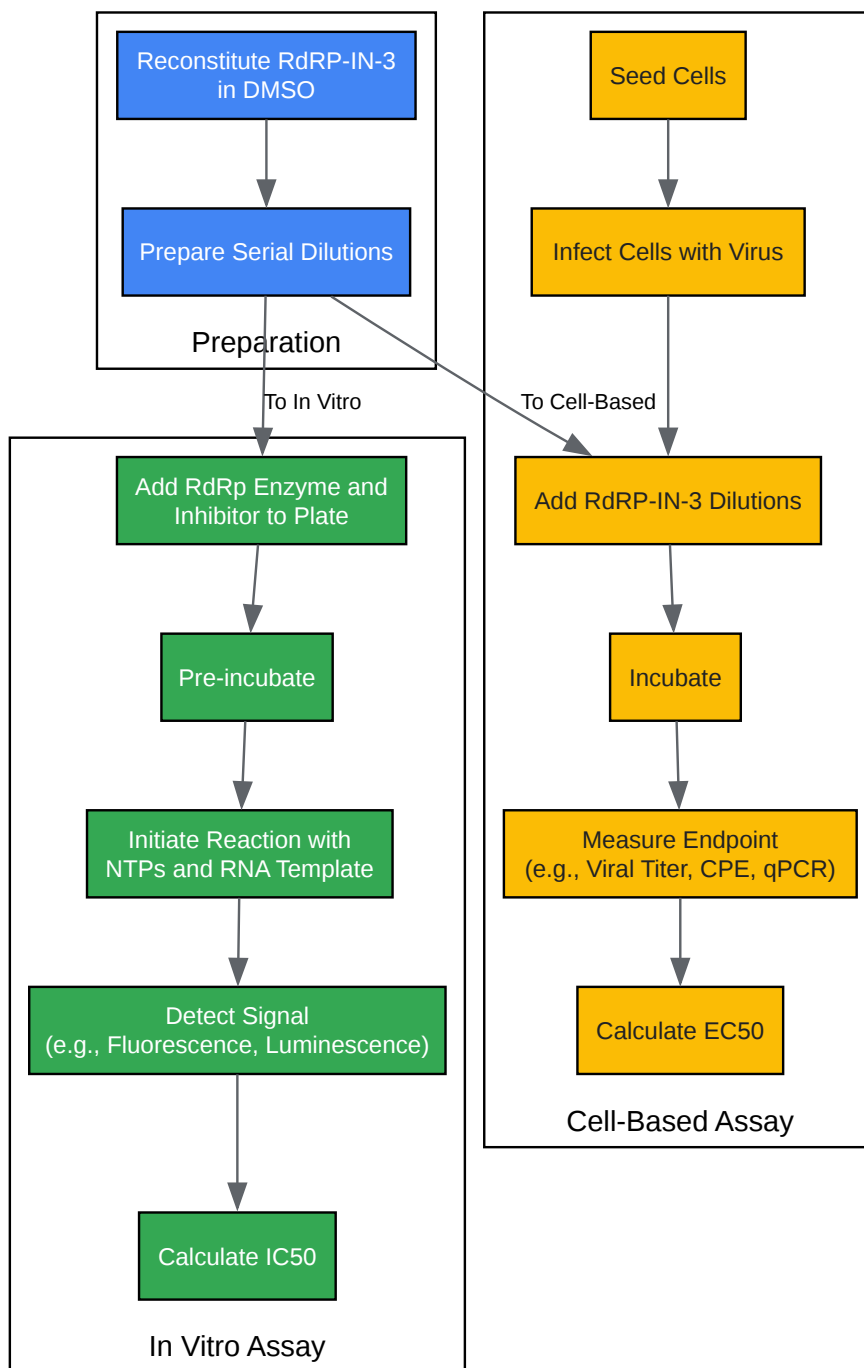 Reconstitute RdRP-IN-3
in DMSO
Prepare Serial Dilutions
Preparation
To In Vitro
Add RdRp Enzyme and
Inhibitor to Plate
Pre-incubate
Initiate Reaction with
NTPs and RNA Template
Detect Signal
(e.g., Fluorescence, Luminescence)
Calculate IC50
In Vitro Assay
Seed Cells
Infect Cells with Virus
To Cell-Based
Add RdRP-IN-3 Dilutions
Incubate
Measure Endpoint
(e.g., Viral Titer, CPE, qPCR)
Calculate EC50
Cell-Based Assay